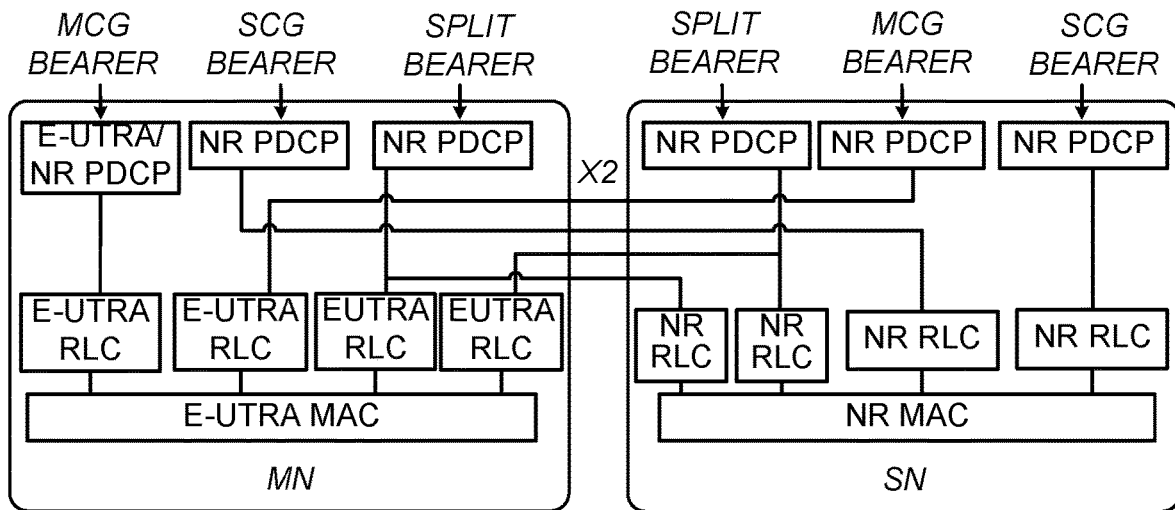 MCG
BEARER
SCG
BEARER
SPLIT
BEARER
SPLIT
BEARER
MCG
BEARER
SCG
BEARER
E-UTRA/
NR PDCP
NR PDCP
NR PDCP
X2
NR PDCP
NR PDCP
NR PDCP
E-UTRA
RLC
E-UTRA
RLC
EUTRA
RLC
EUTRA
RLC
NR
RLC
NR
RLC
NR RLC
NR RLC
E-UTRA MAC
NR MAC
MN
SN